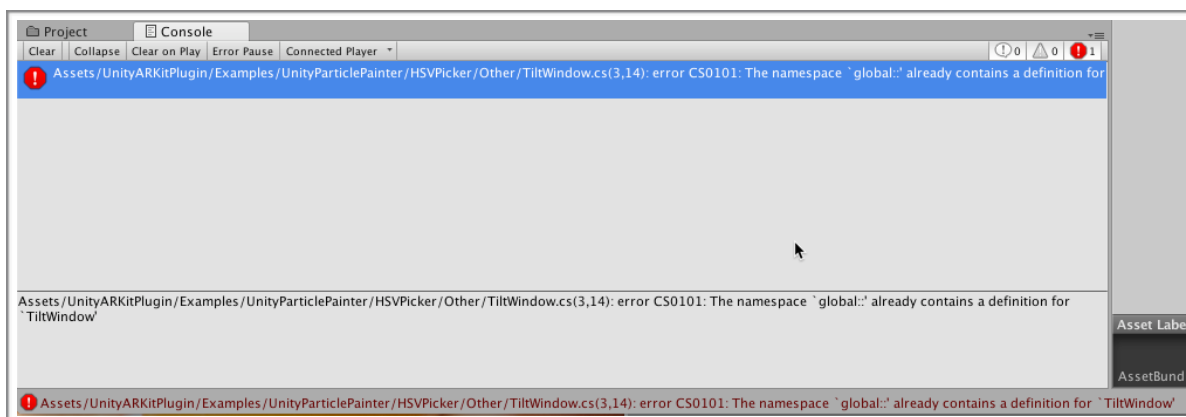 Project Console
Clear Collapse Clear on Play Error Pause Connected Player 0 0 1
Assets/UnityARKitPlugin/Examples/UnityParticlePainter/HSVPicker/Other/TiltWindow.cs(3,14): error CS0101: The namespace `global::' already contains a definition for
Assets/UnityARKitPlugin/Examples/UnityParticlePainter/HSVPicker/Other/TiltWindow.cs(3,14): error CS0101: The namespace `global::' already contains a definition for
`TiltWindow'
Asset Labe
AssetBund
Assets/UnityARKitPlugin/Examples/UnityParticlePainter/HSVPicker/Other/TiltWindow.cs(3,14): error CS0101: The namespace `global::' already contains a definition for `TiltWindow'